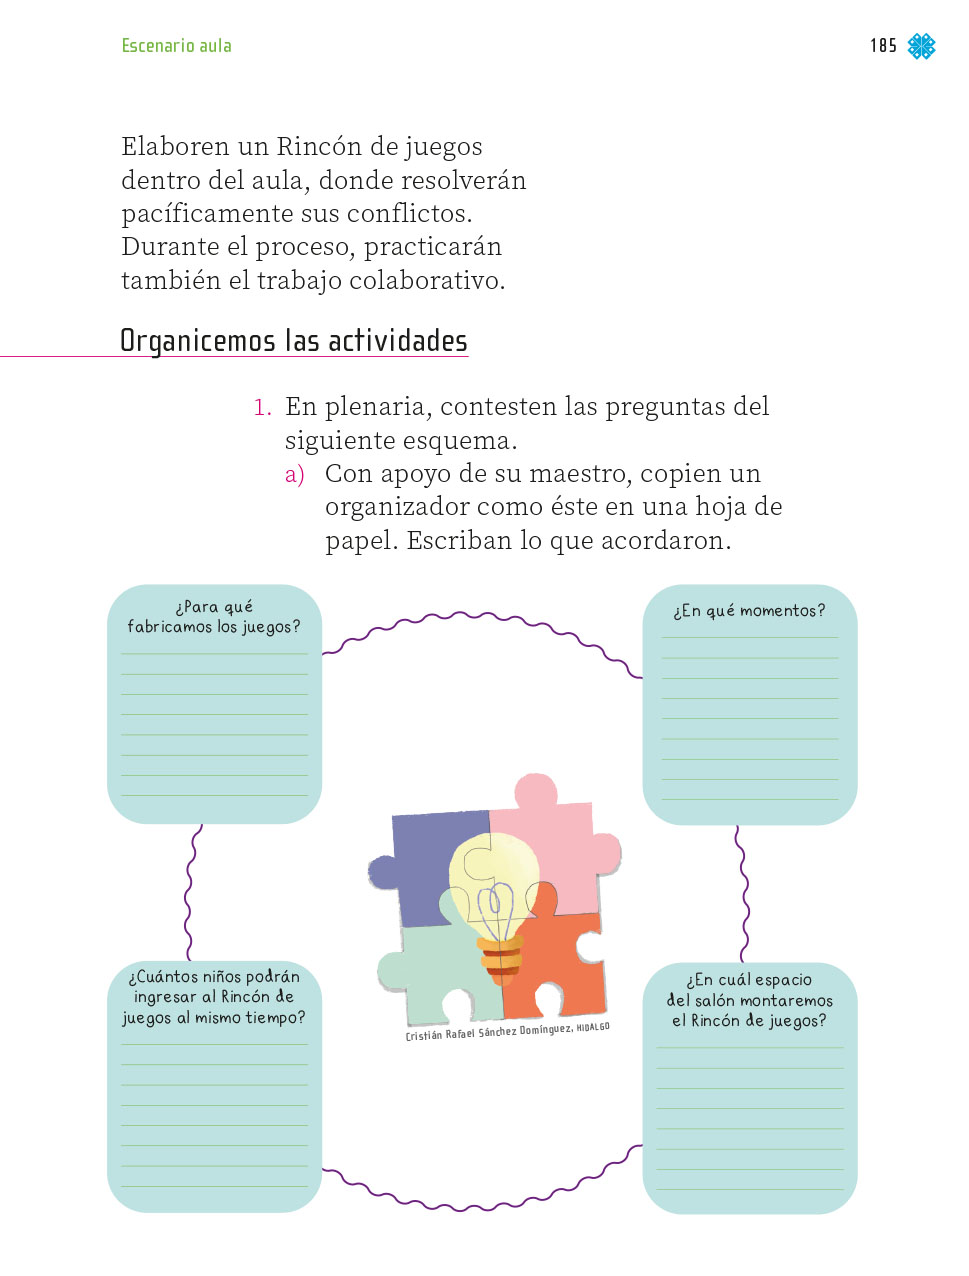 Escenario aula
185
Elaboren un Rincón de juegos
dentro del aula, donde resolverán
pacíficamente sus conflictos.
Durante el proceso, practicarán
también el trabajo colaborativo.
Organicemos las actividades
1. En plenaria, contesten las preguntas del
siguiente esquema.
a) Con apoyo de su maestro, copien un
organizador como éste en una hoja de
papel. Escriban lo que acordaron.
¿Para qué
fabricamos los juegos?
¿En qué momentos?
¿Cuántos niños podrán
ingresar al Rincón de
juegos al mismo tiempo?
¿En cuál espacio
del salón montaremos
el Rincón de juegos?
Cristián Rafael Sánchez Domínguez, HIDALGO